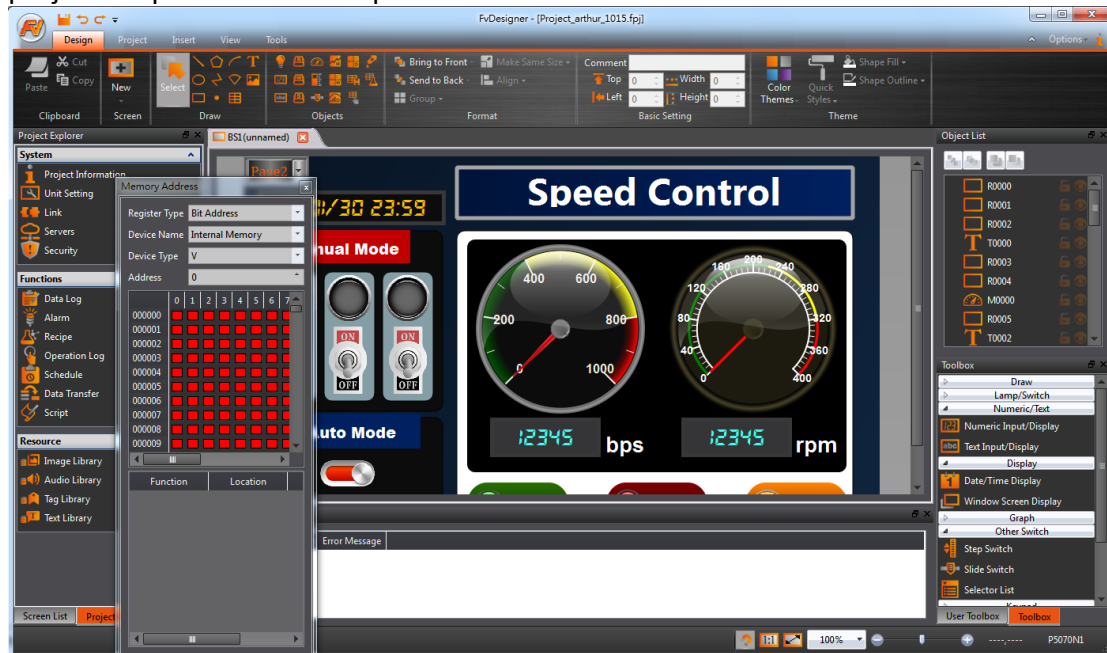 FvDesigner - [Project_arthur_1015.fpj]
Design Project Insert View Tools Options
Paste Cut Copy
New
Select
Bring to Front Make Same Size
Send to Back Align
Group
Comment
Top 0 Width 0
Left 0 Height 0
Color Themes Quick Styles
Shape Fill
Shape Outline
Clipboard Screen Draw Objects Format Basic Setting Theme
Project Explorer
System
Project Information
Unit Setting
Link
Servers
Security
Functions
Data Log
Alarm
Recipe
Operation Log
Schedule
Data Transfer
Script
Resource
Image Library
Audio Library
Tag Library
Text Library
Screen List Project
Memory Address
Register Type Bit Address
Device Name Internal Memory
Device Type V
Address 0
0 1 2 3 4 5 6 7
000000
000001
000002
000003
000004
000005
000006
000007
000008
000009
Function Location
BS1(unnamed)
Page2
/30 23:59
Speed Control
nual Mode
ON ON
OFF OFF
uto Mode
0 200 400 600 800 1000
0 40 80 120 160 200 240 280 320 360 400
12345 bps 12345 rpm
Error Message
Object List
R0000
R0001
R0002
T0000
R0003
R0004
M0000
R0005
T0002
Toolbox
Draw
Lamp/Switch
Numeric/Text
Numeric Input/Display
Text Input/Display
Display
Date/Time Display
Window Screen Display
Graph
Other Switch
Step Switch
Slide Switch
Selector List
Keypad
User Toolbox Toolbox
1:1 100% ----,---- P5070N1